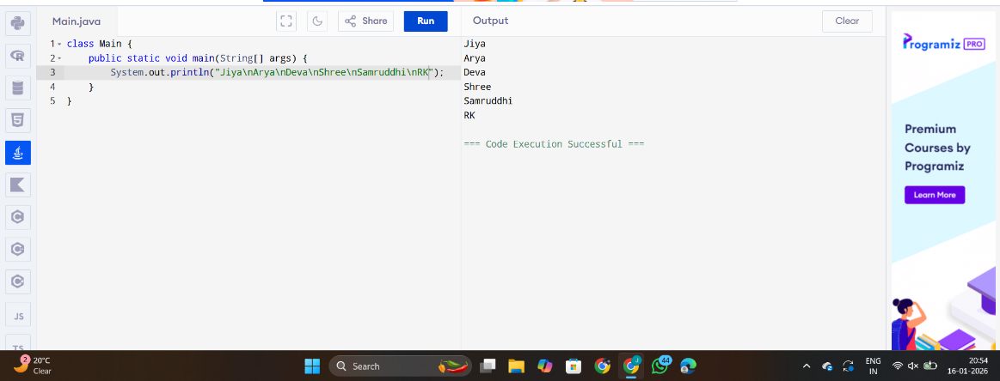 Main.java
Share
Run
Output
Clear
1 class Main {
2 public static void main(String[] args) {
3 System.out.println("Jiya\nArya\nDeva\nShree\nSamruddhi\nRK");
4 }
5 }
Jiya
Arya
Deva
Shree
Samruddhi
RK
=== Code Execution Successful ===
Programiz PRO
Premium
Courses by
Programiz
Learn More
JS
TS
2
20°C
Clear
Search
J
44
ENG
IN
20:54
16-01-2026